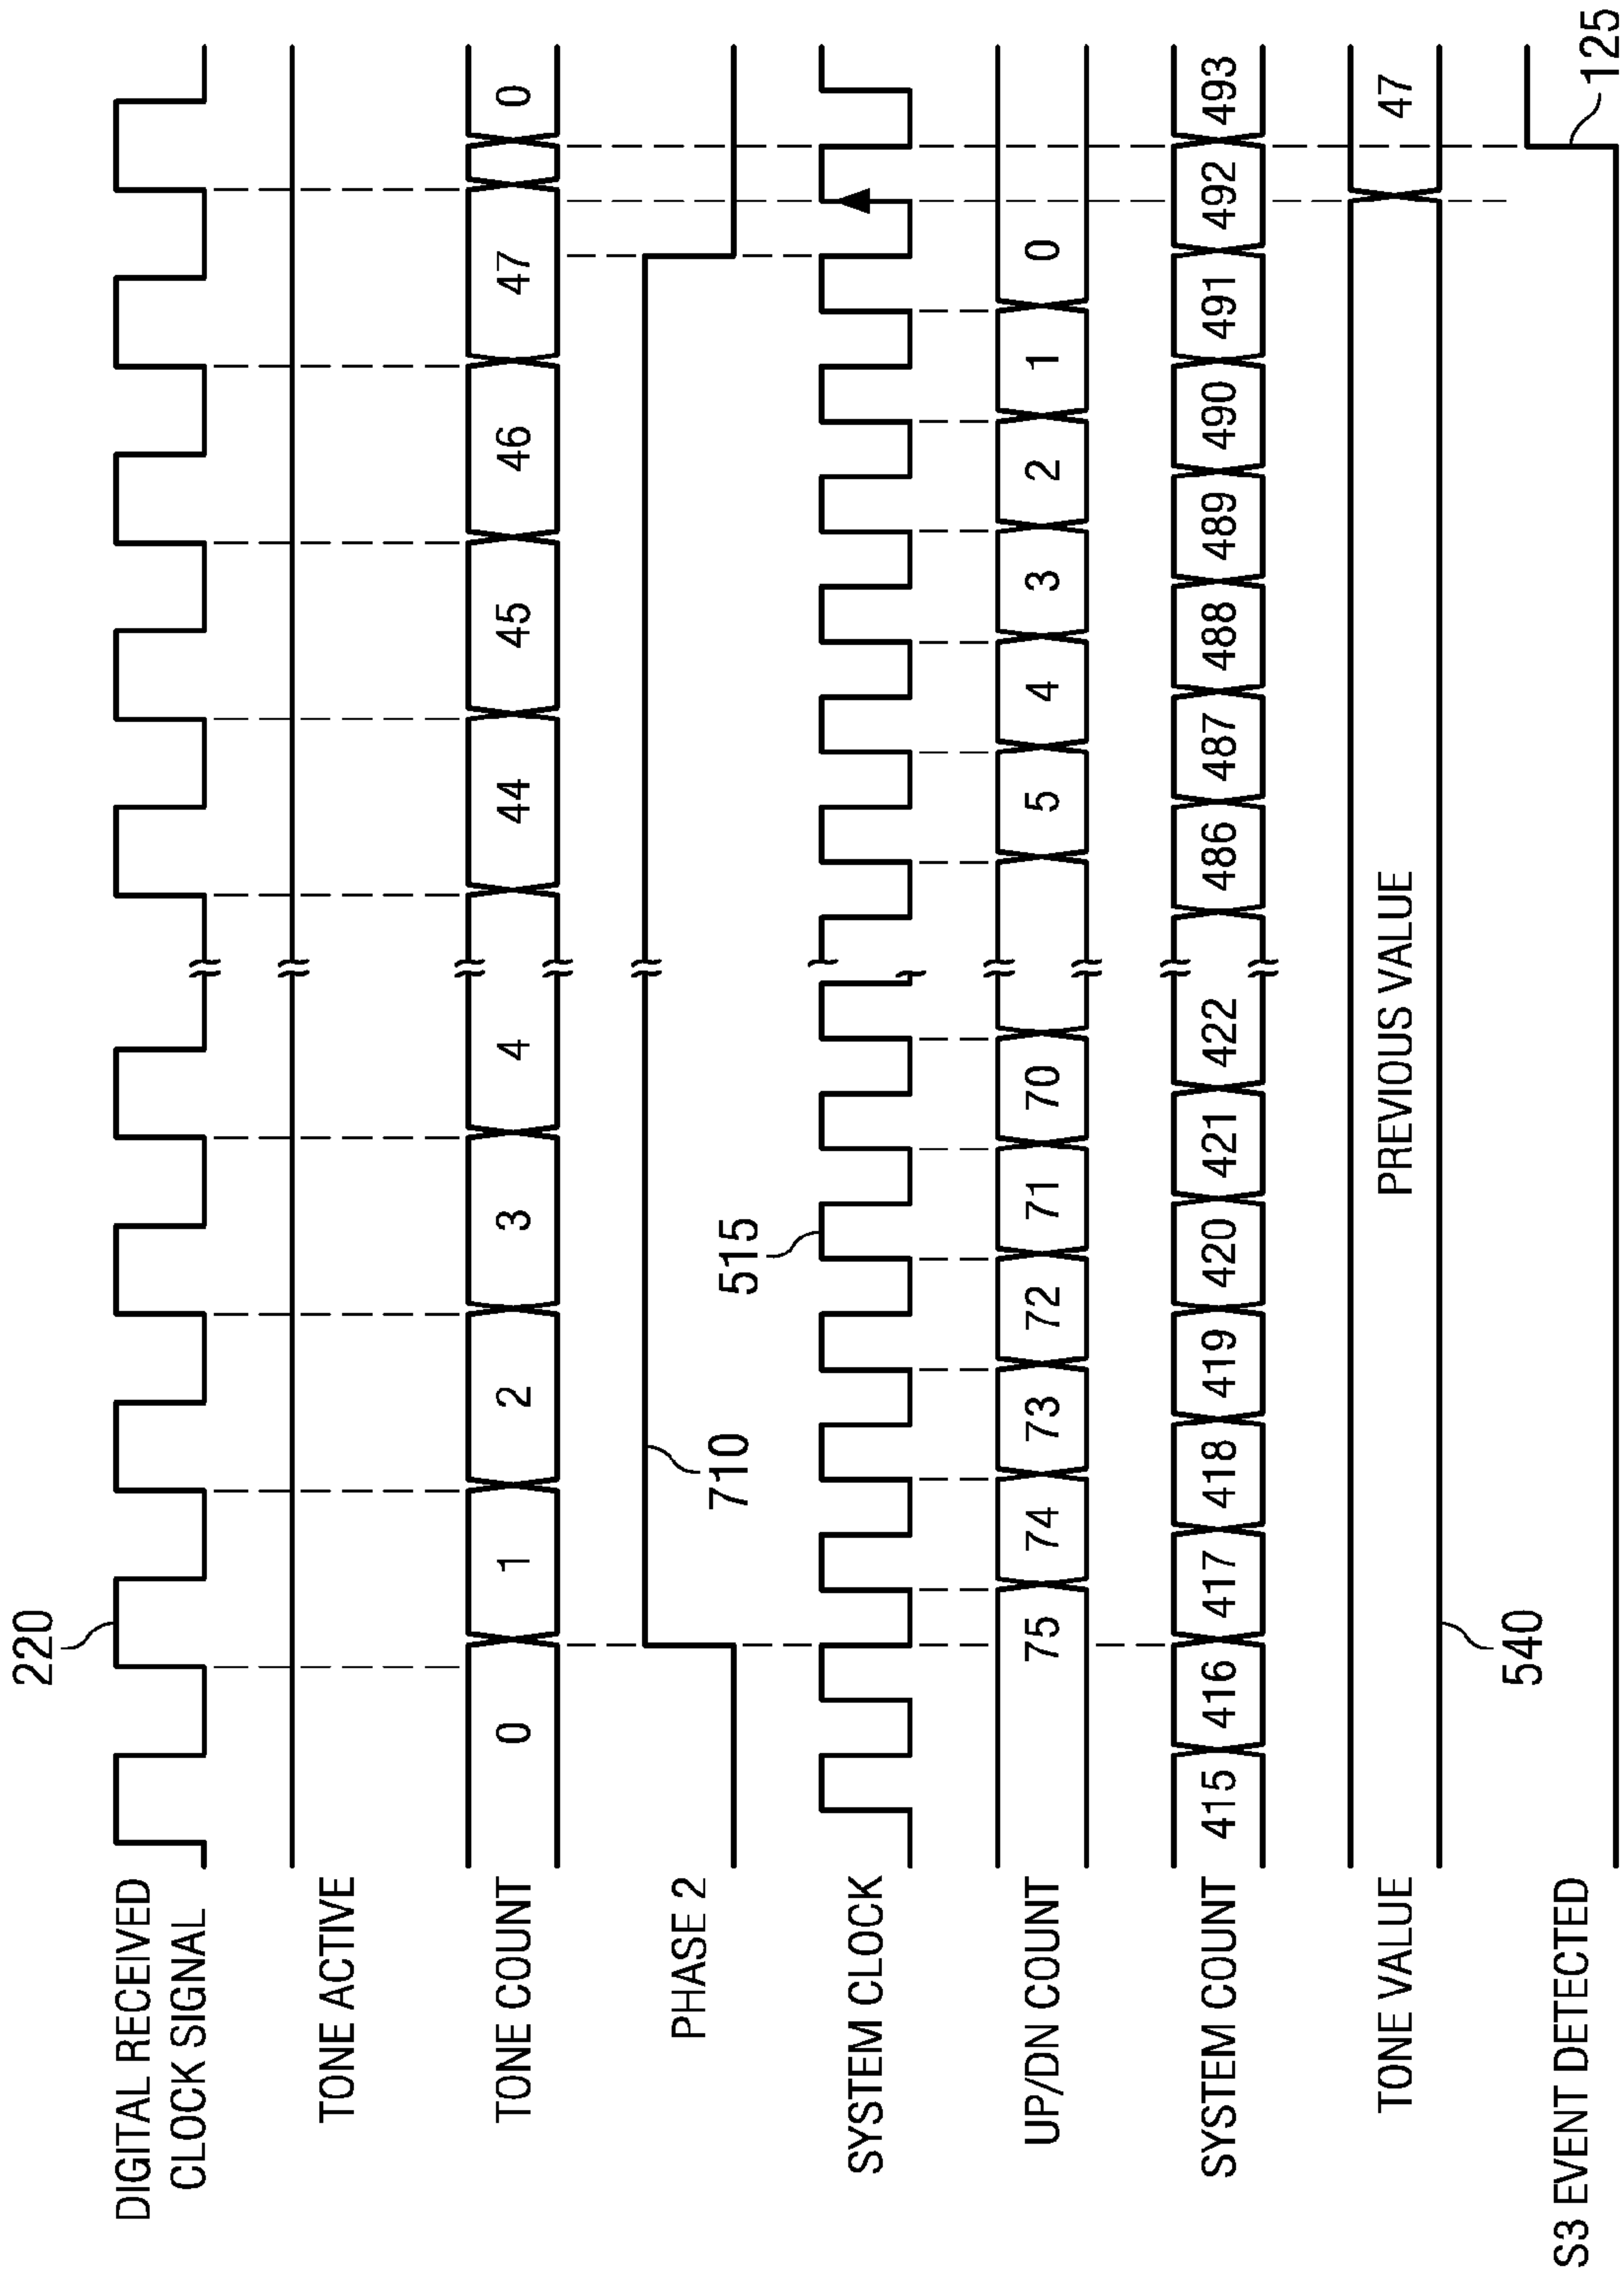 220
DIGITAL RECEIVED
CLOCK SIGNAL
TONE ACTIVE
TONE COUNT
0 1 2 3 4 44 45 46 47 0
PHASE 2
710
515
SYSTEM CLOCK
UP/DN COUNT
75 74 73 72 71 70 5 4 3 2 1 0
SYSTEM COUNT
415 416 417 418 419 420 421 422 486 487 488 489 490 491 492 493
TONE VALUE
PREVIOUS VALUE 47
540
S3 EVENT DETECTED
125